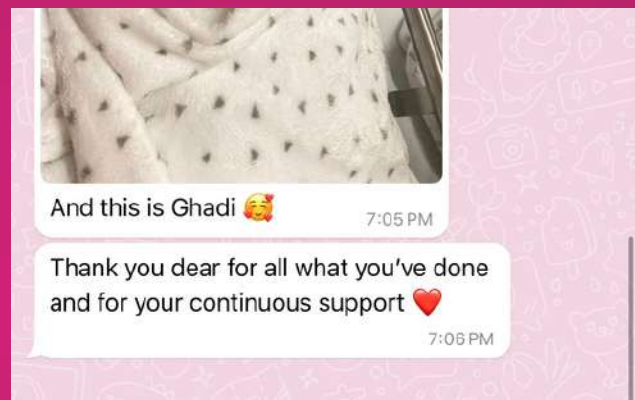 And this is Ghadi 🥰
7:05 PM
Thank you dear for all what you've done
and for your continuous support ❤️
7:06 PM